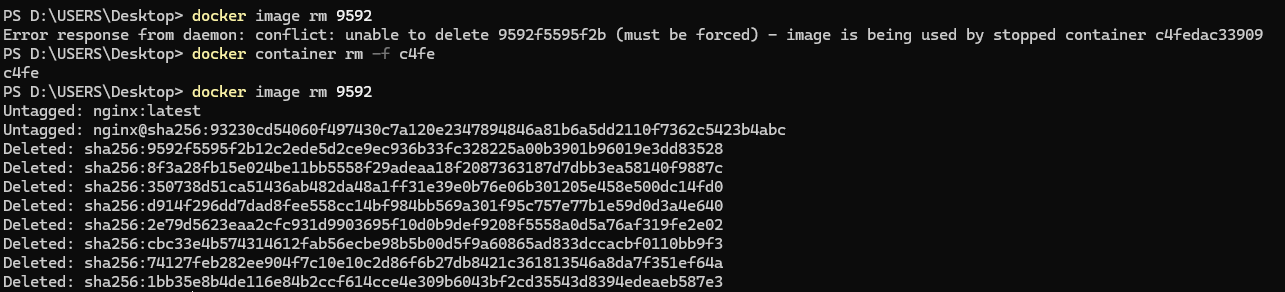 PS D:\USERS\Desktop> docker image rm 9592
Error response from daemon: conflict: unable to delete 9592f5595f2b (must be forced) - image is being used by stopped container c4fedac33909
PS D:\USERS\Desktop> docker container rm -f c4fe
c4fe
PS D:\USERS\Desktop> docker image rm 9592
Untagged: nginx:latest
Untagged: nginx@sha256:93230cd54060f497430c7a120e2347894846a81b6a5dd2110f7362c5423b4abc
Deleted: sha256:9592f5595f2b12c2ede5d2ce9ec936b33fc328225a00b3901b96019e3dd83528
Deleted: sha256:8f3a28fb15e024be11bb5558f29adeaa18f2087363187d7dbb3ea58140f9887c
Deleted: sha256:350738d51ca51436ab482da48a1ff31e39e0b76e06b301205e458e500dc14fd0
Deleted: sha256:d914f296dd7dad8fee558cc14bf984bb569a301f95c757e77b1e59d0d3a4e640
Deleted: sha256:2e79d5623eaa2cfc931d9903695f10d0b9def9208f5558a0d5a76af319fe2e02
Deleted: sha256:cbc33e4b574314612fab56ecbe98b5b00d5f9a60865ad833dccacbf0110bb9f3
Deleted: sha256:74127feb282ee904f7c10e10c2d86f6b27db8421c361813546a8da7f351ef64a
Deleted: sha256:1bb35e8b4de116e84b2ccf614cce4e309b6043bf2cd35543d8394edeaeb587e3